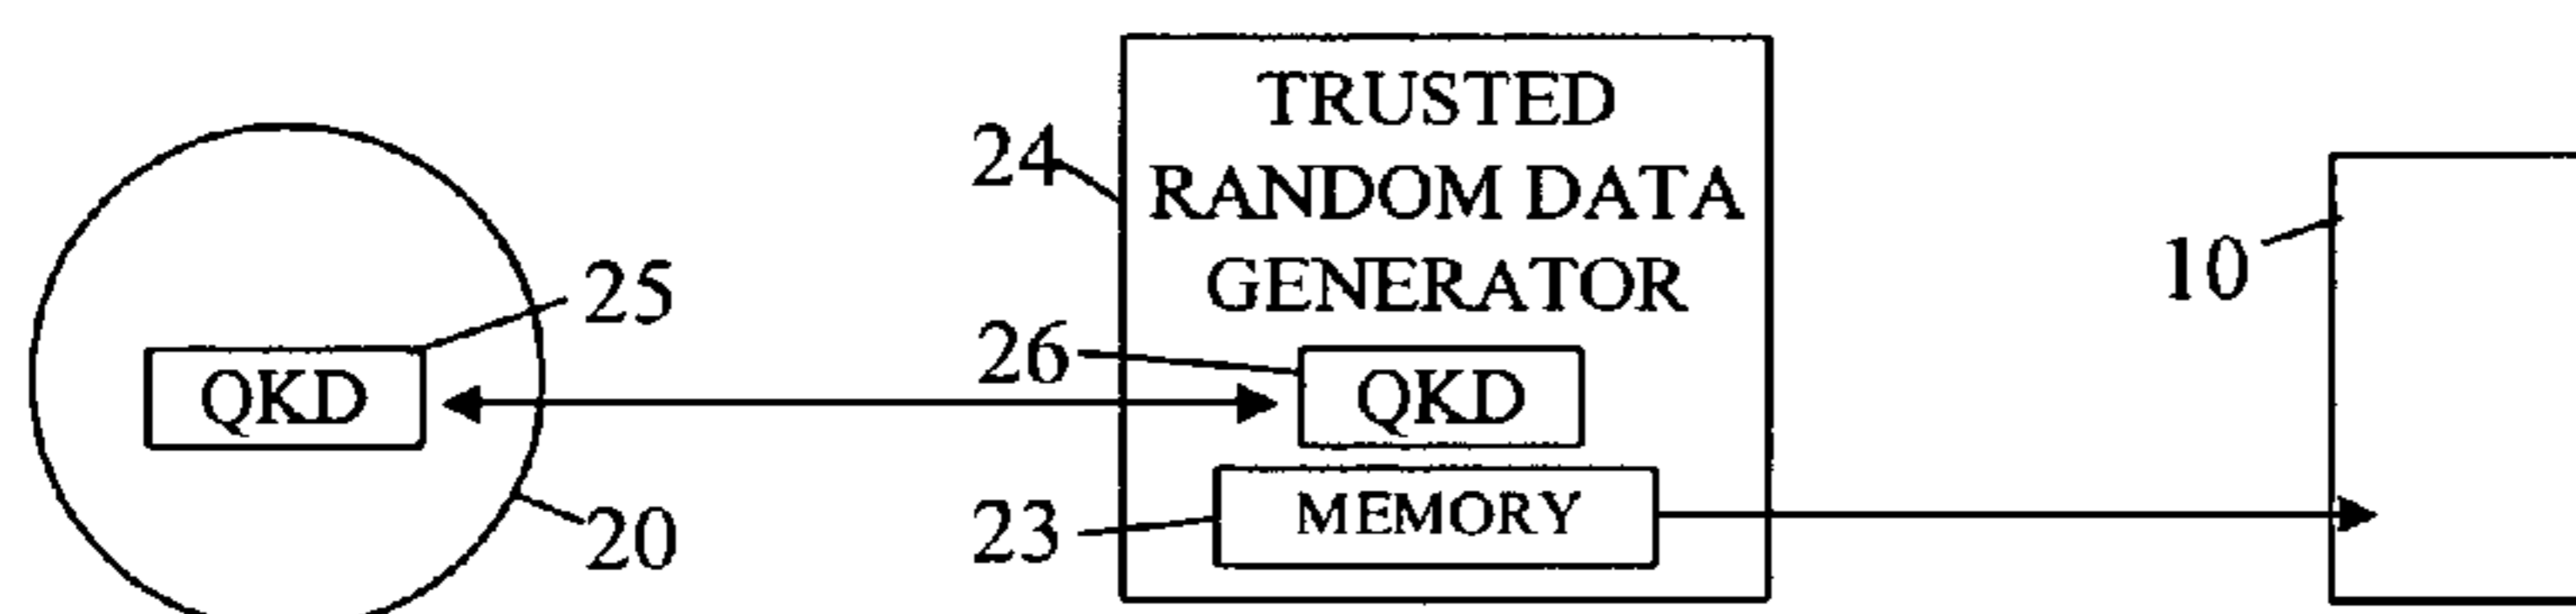 TRUSTED
24
RANDOM DATA
GENERATOR
10
25
26
QKD
QKD
23
MEMORY
20